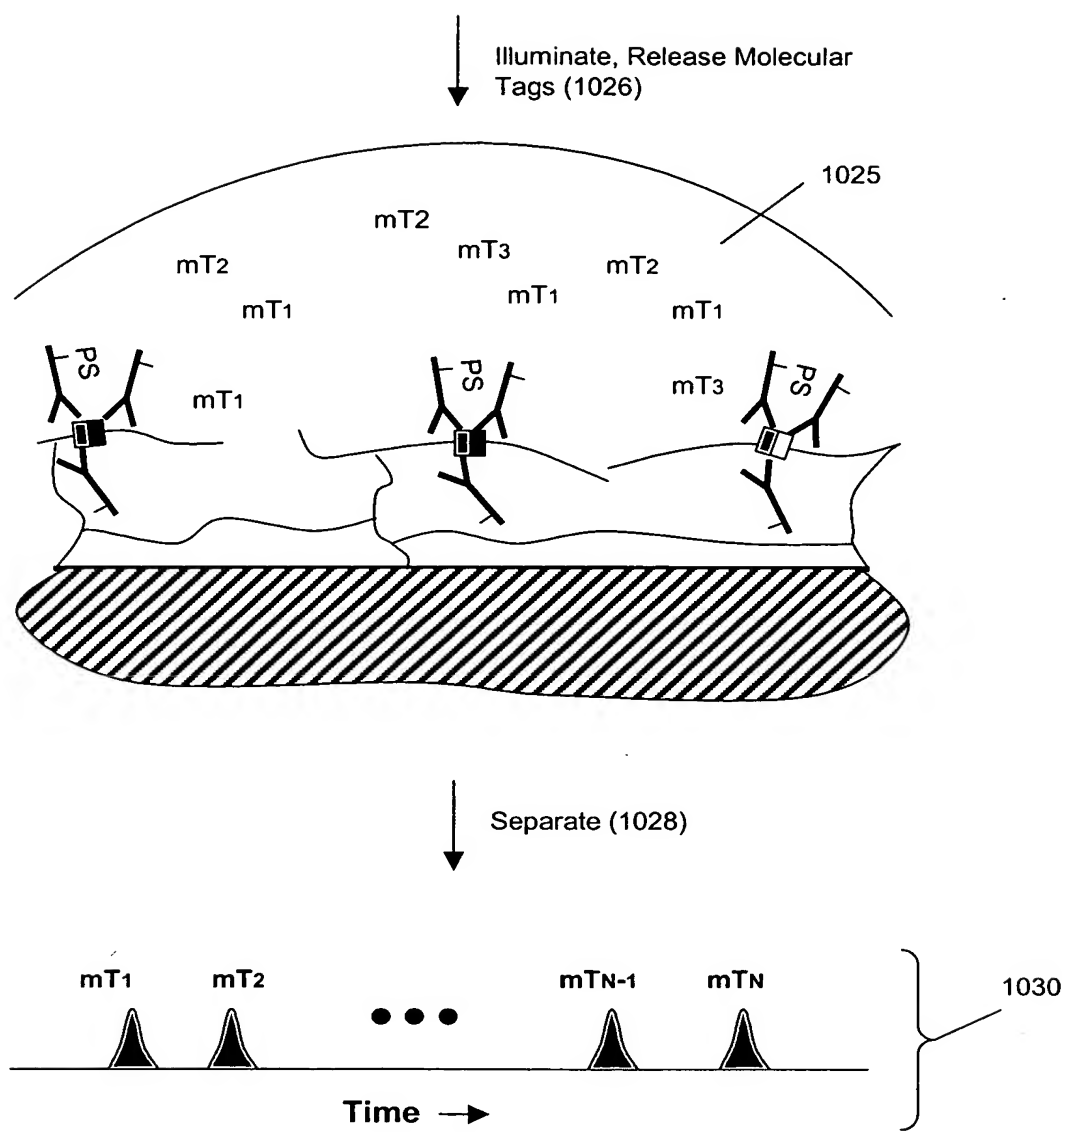 Illuminate, Release Molecular
Tags (1026)
1025
mT2
mT3
mT2
mT2
mT1
mT1
mT1
PS
PS
PS
mT3
mT1
Separate (1028)
mT1
mT2
mTN-1
mTN
1030
Time